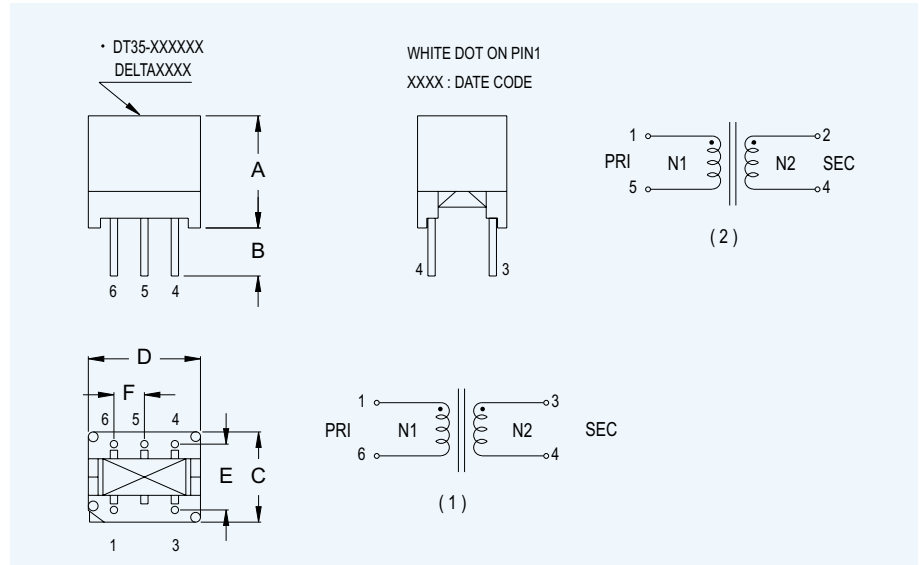 • DT35-XXXXXX
DELTAXXXX
WHITE DOT ON PIN1
XXXX : DATE CODE
A
B
6 5 4
4 3
1 2
PRI N1 N2 SEC
5 4
( 2 )
D
F
6 5 4
E C
1 3
1 3
PRI N1 N2 SEC
6 4
( 1 )